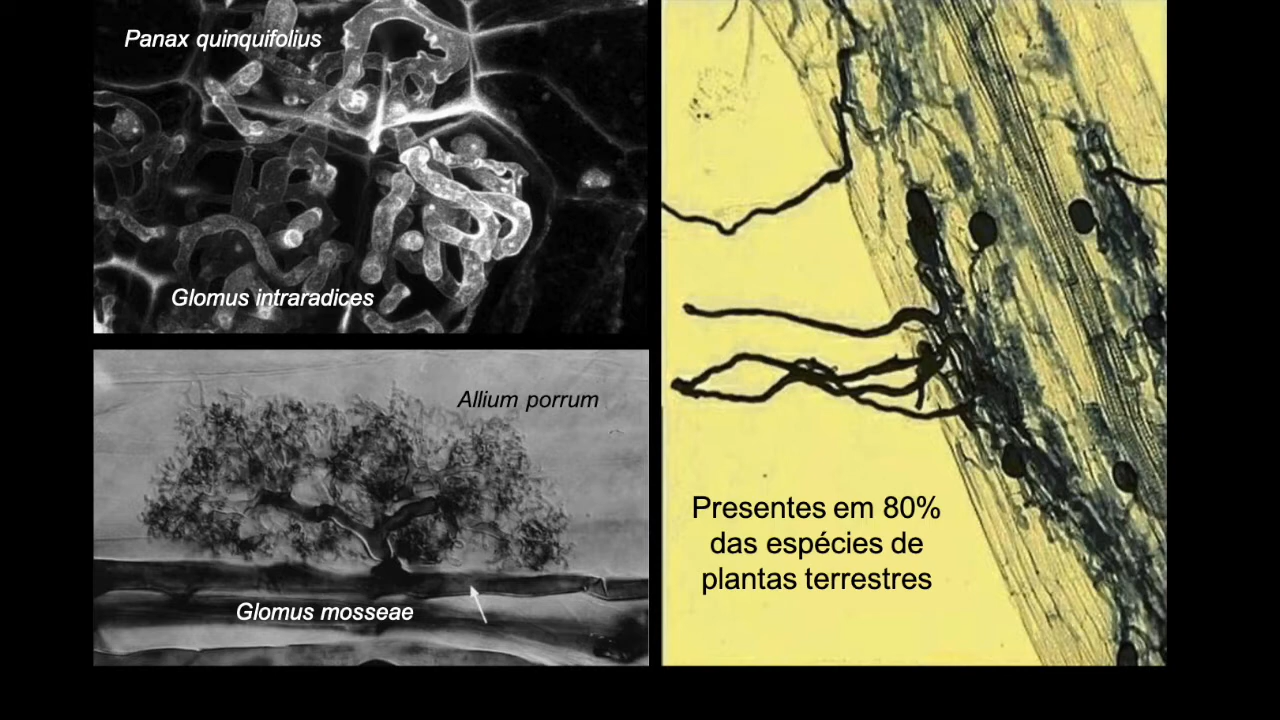 Panax quinquifolius
Glomus intraradices
Allium porrum
Glomus mosseae
Presentes em 80%
das espécies de
plantas terrestres